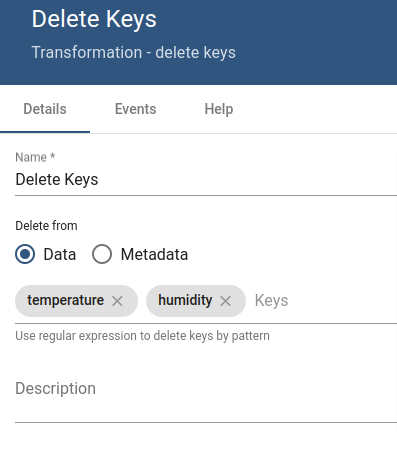 Delete Keys
Transformation - delete keys
Details Events Help
Name *
Delete Keys
Delete from
Data Metadata
temperature humidity Keys
Use regular expression to delete keys by pattern
Description